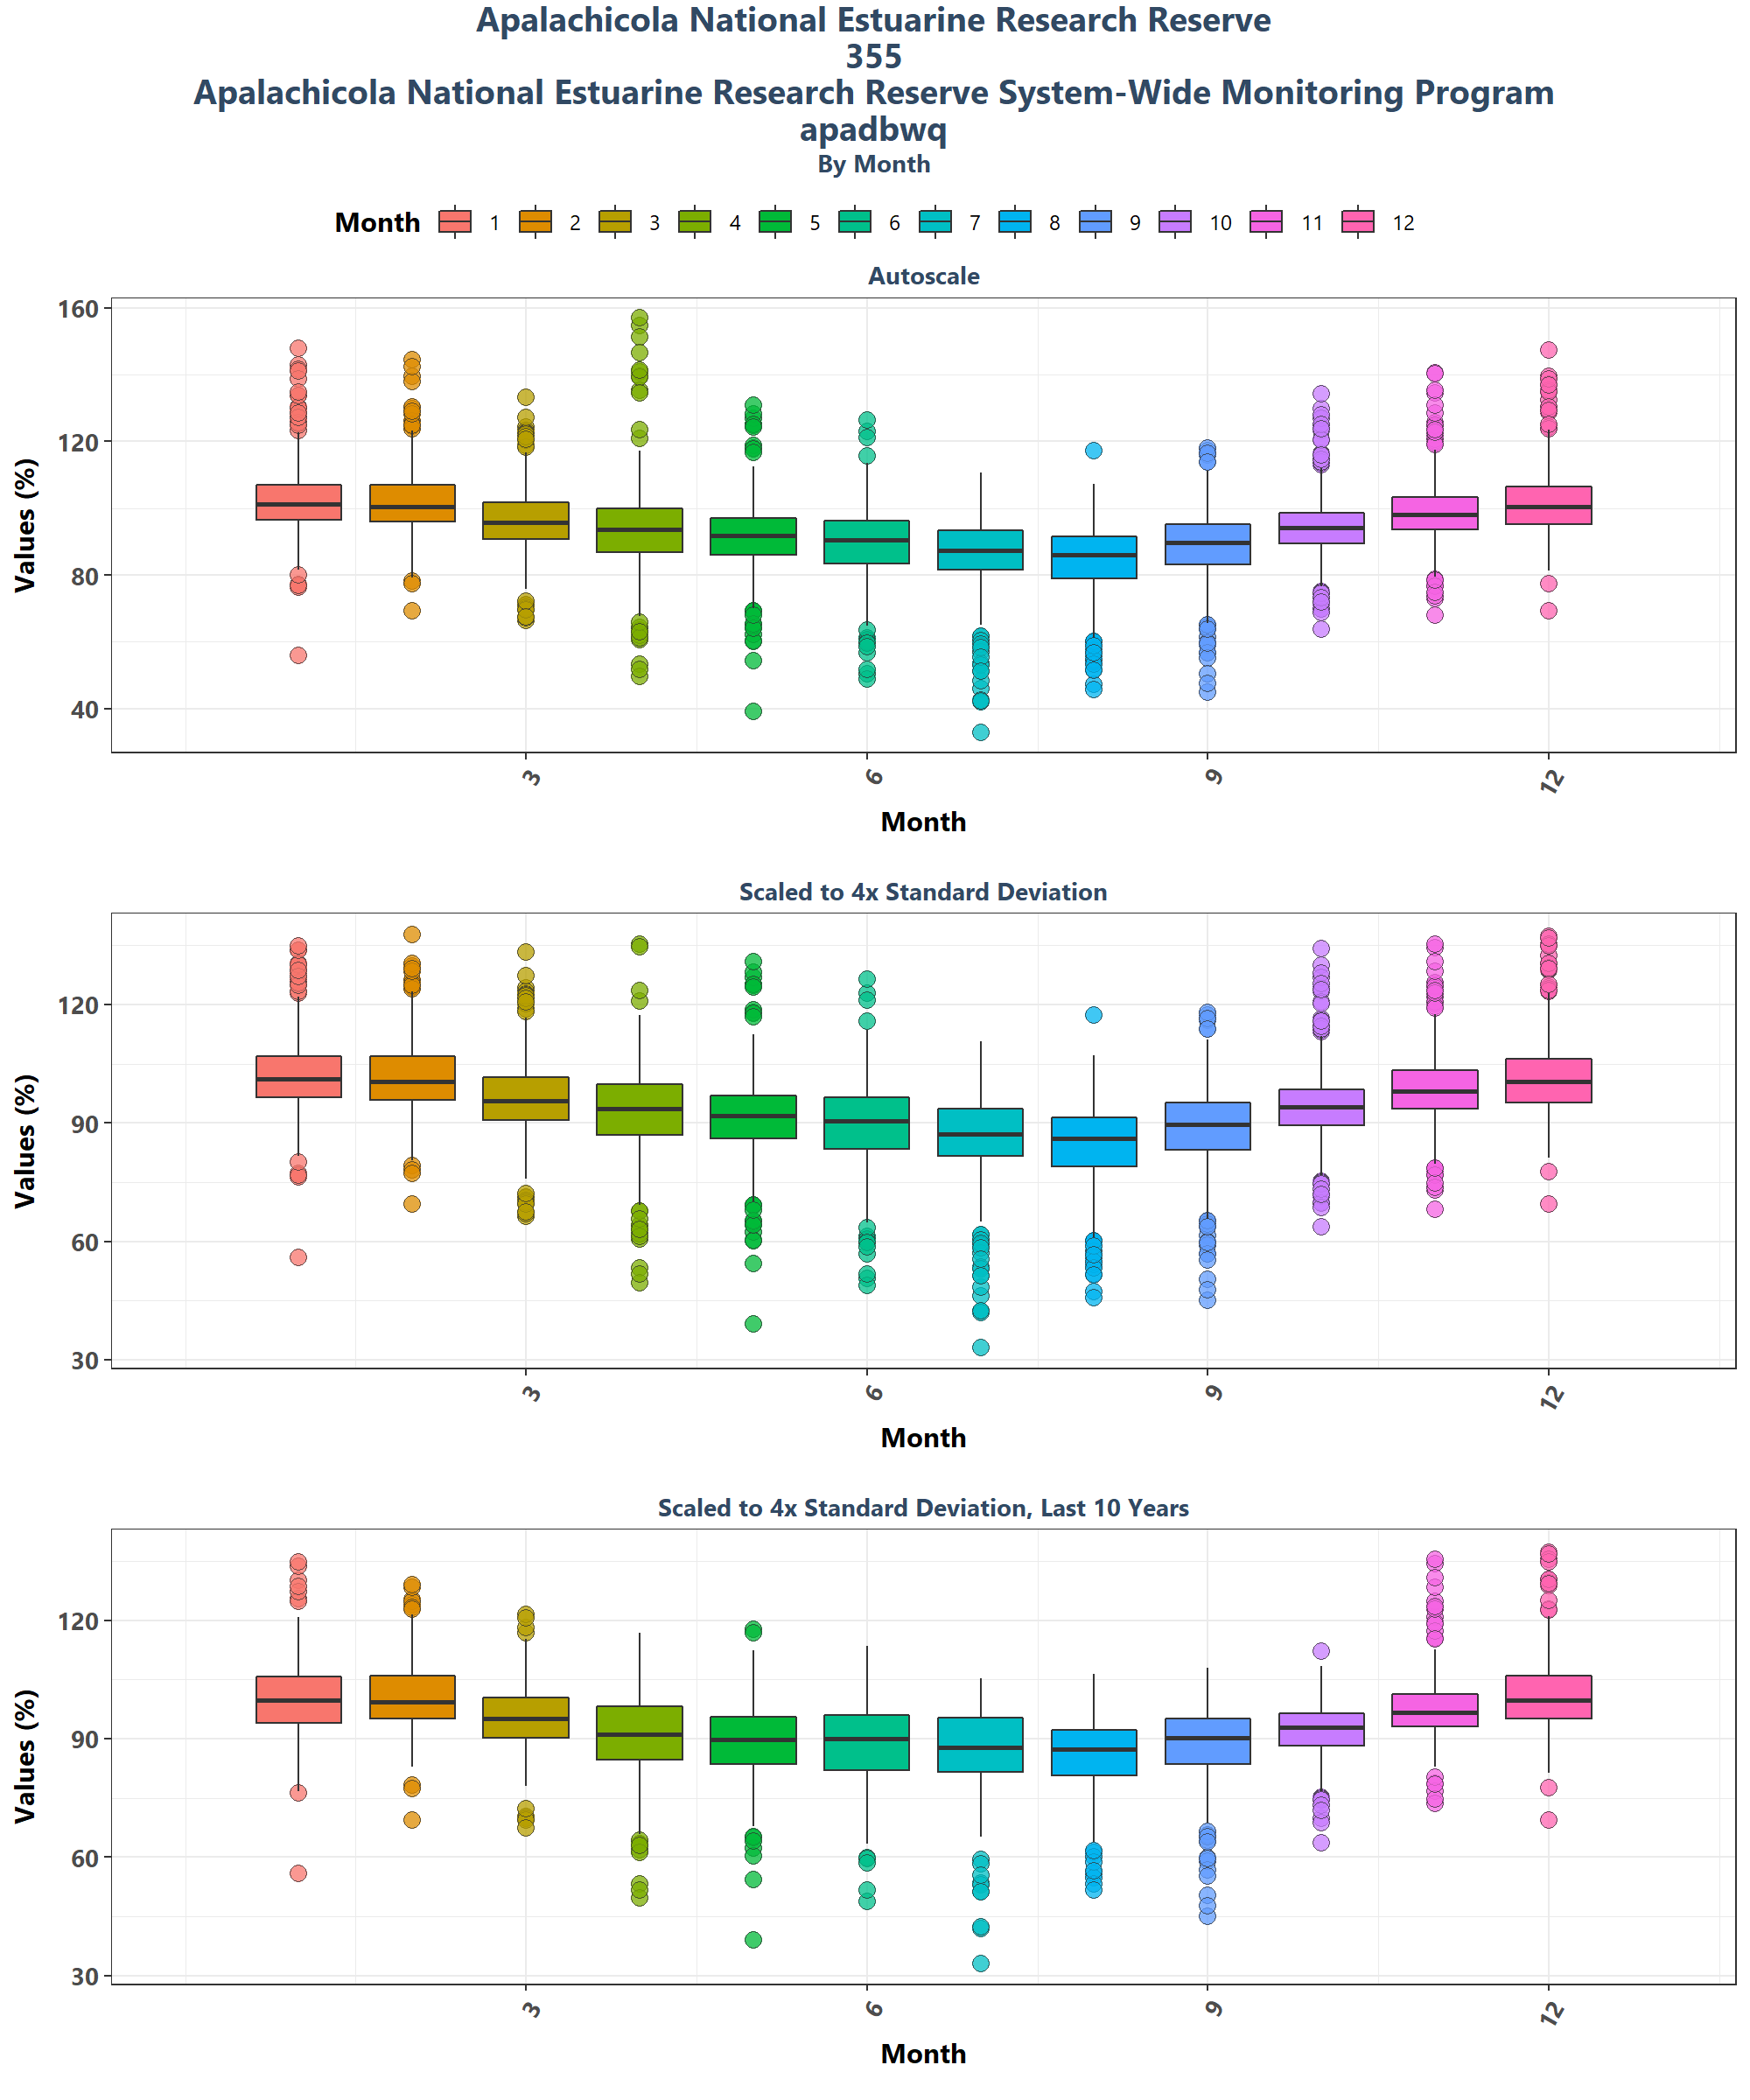 Apalachicola National Estuarine Research Reserve
355
Apalachicola National Estuarine Research Reserve System-Wide Monitoring Program
apadbwq
By Month
Month 1 2 3 4 5 6 7 8 9 10 11 12
Autoscale
Values (%)
160
120
80
40
3 6 9 12
Month
Scaled to 4x Standard Deviation
Values (%)
120
90
60
30
3 6 9 12
Month
Scaled to 4x Standard Deviation, Last 10 Years
Values (%)
120
90
60
30
3 6 9 12
Month